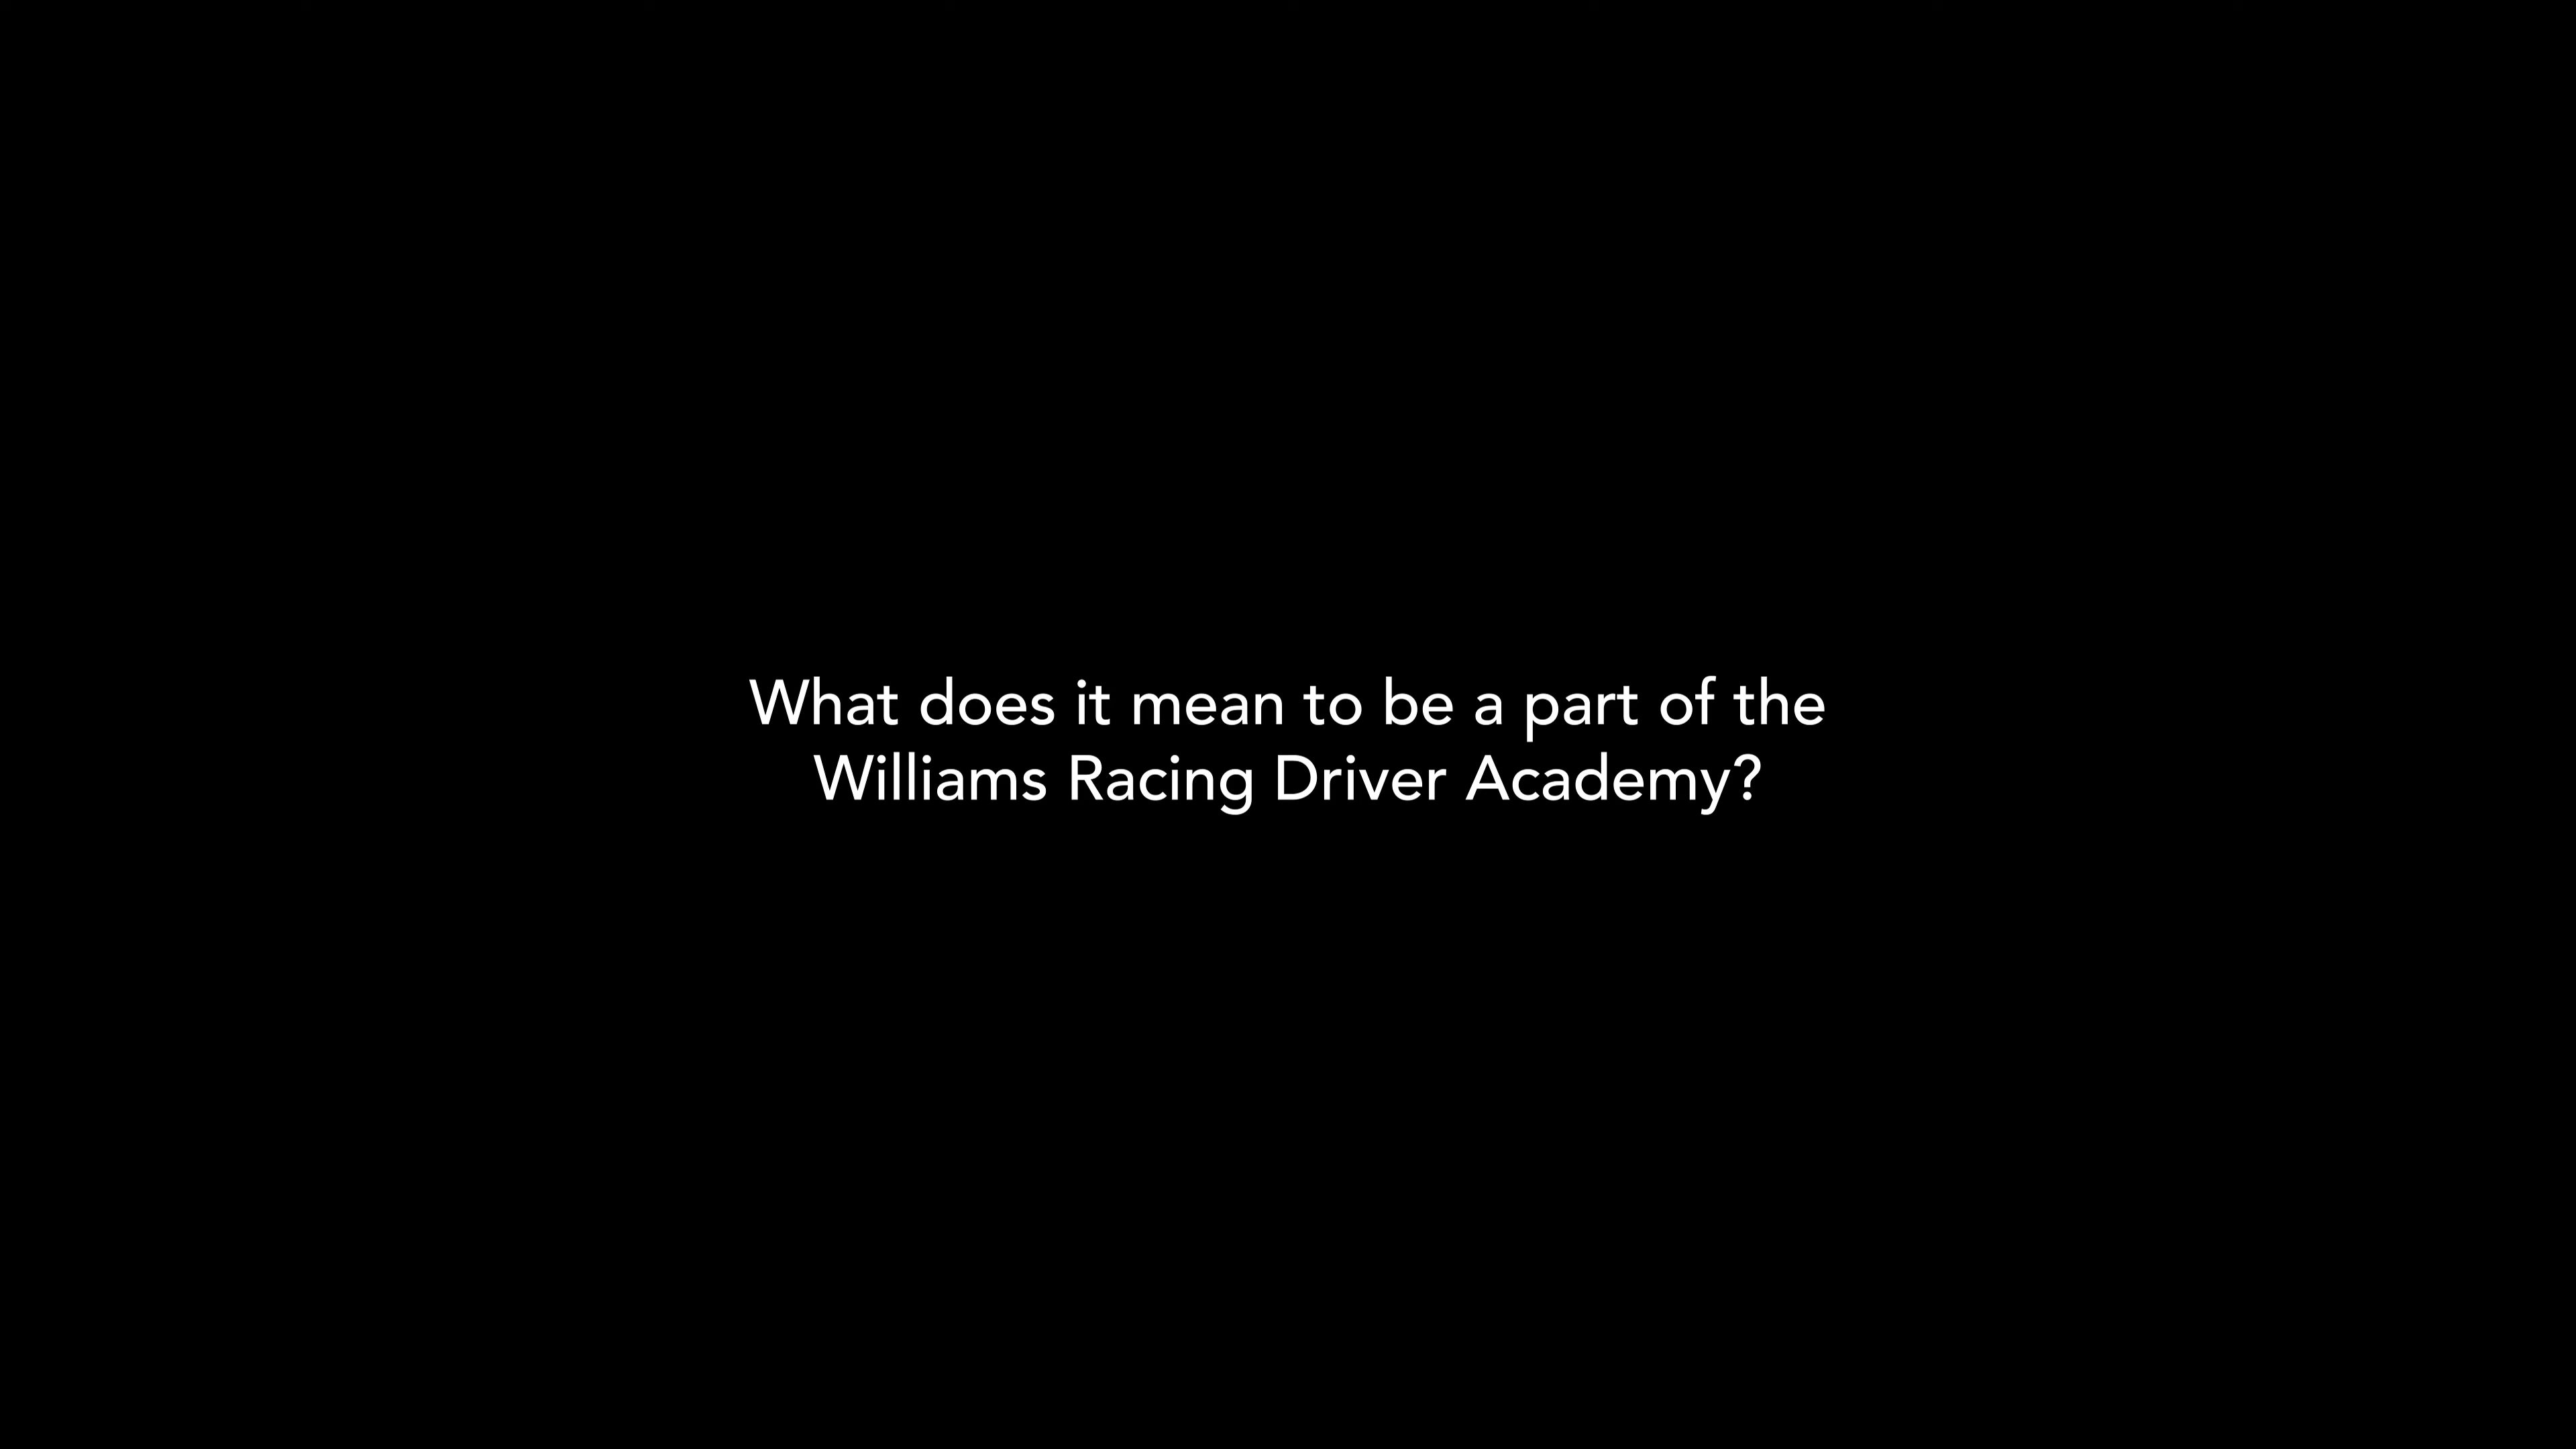 What does it mean to be a part of the
Williams Racing Driver Academy?